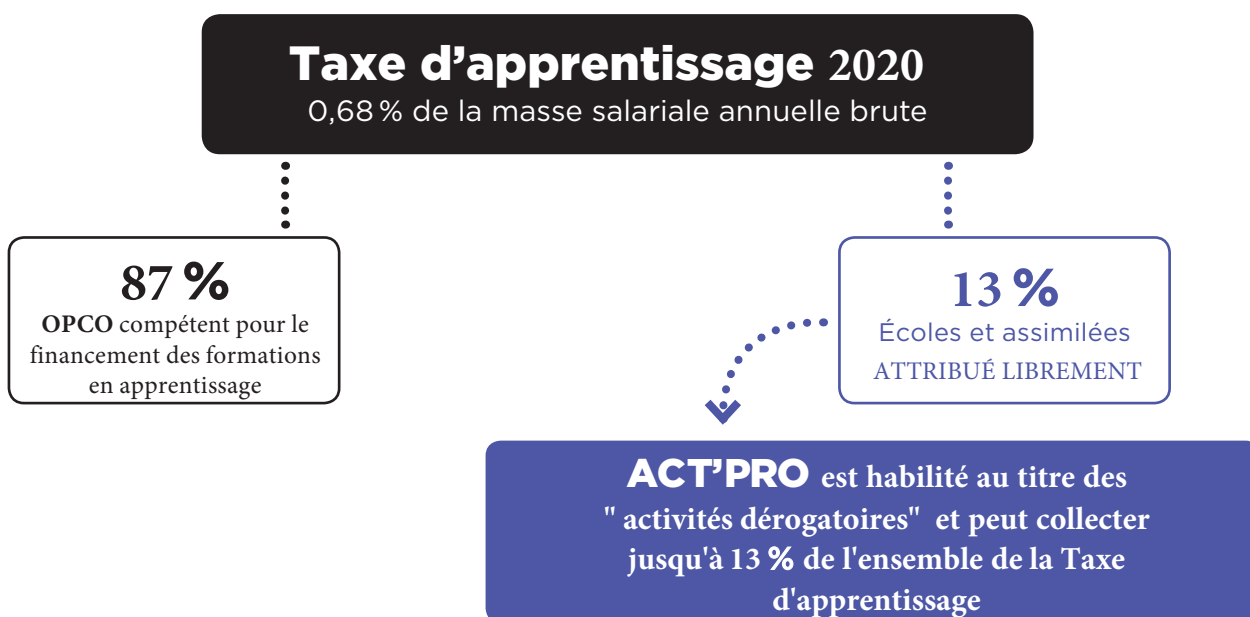 Taxe d’apprentissage 2020
0,68 % de la masse salariale annuelle brute
87 %
OPCO compétent pour le
financement des formations
en apprentissage
13 %
Écoles et assimilées
ATTRIBUÉ LIBREMENT
ACT’PRO est habilité au titre des
" activités dérogatoires" et peut collecter
jusqu'à 13 % de l'ensemble de la Taxe
d'apprentissage